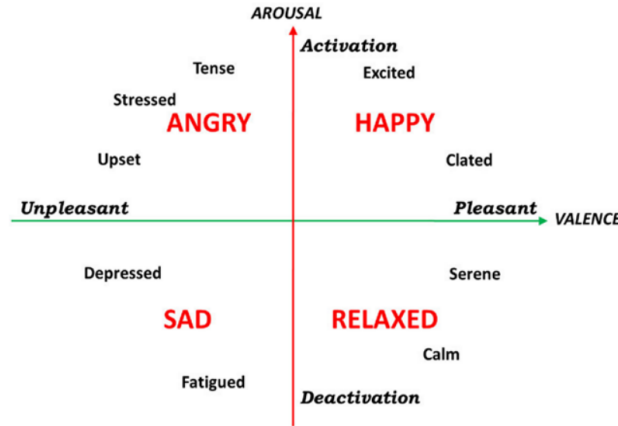 AROUSAL
Activation
Tense
Excited
Stressed
ANGRY
HAPPY
Upset
Clated
Unpleasant
Pleasant
VALENCE
Depressed
Serene
SAD
RELAXED
Calm
Fatigued
Deactivation